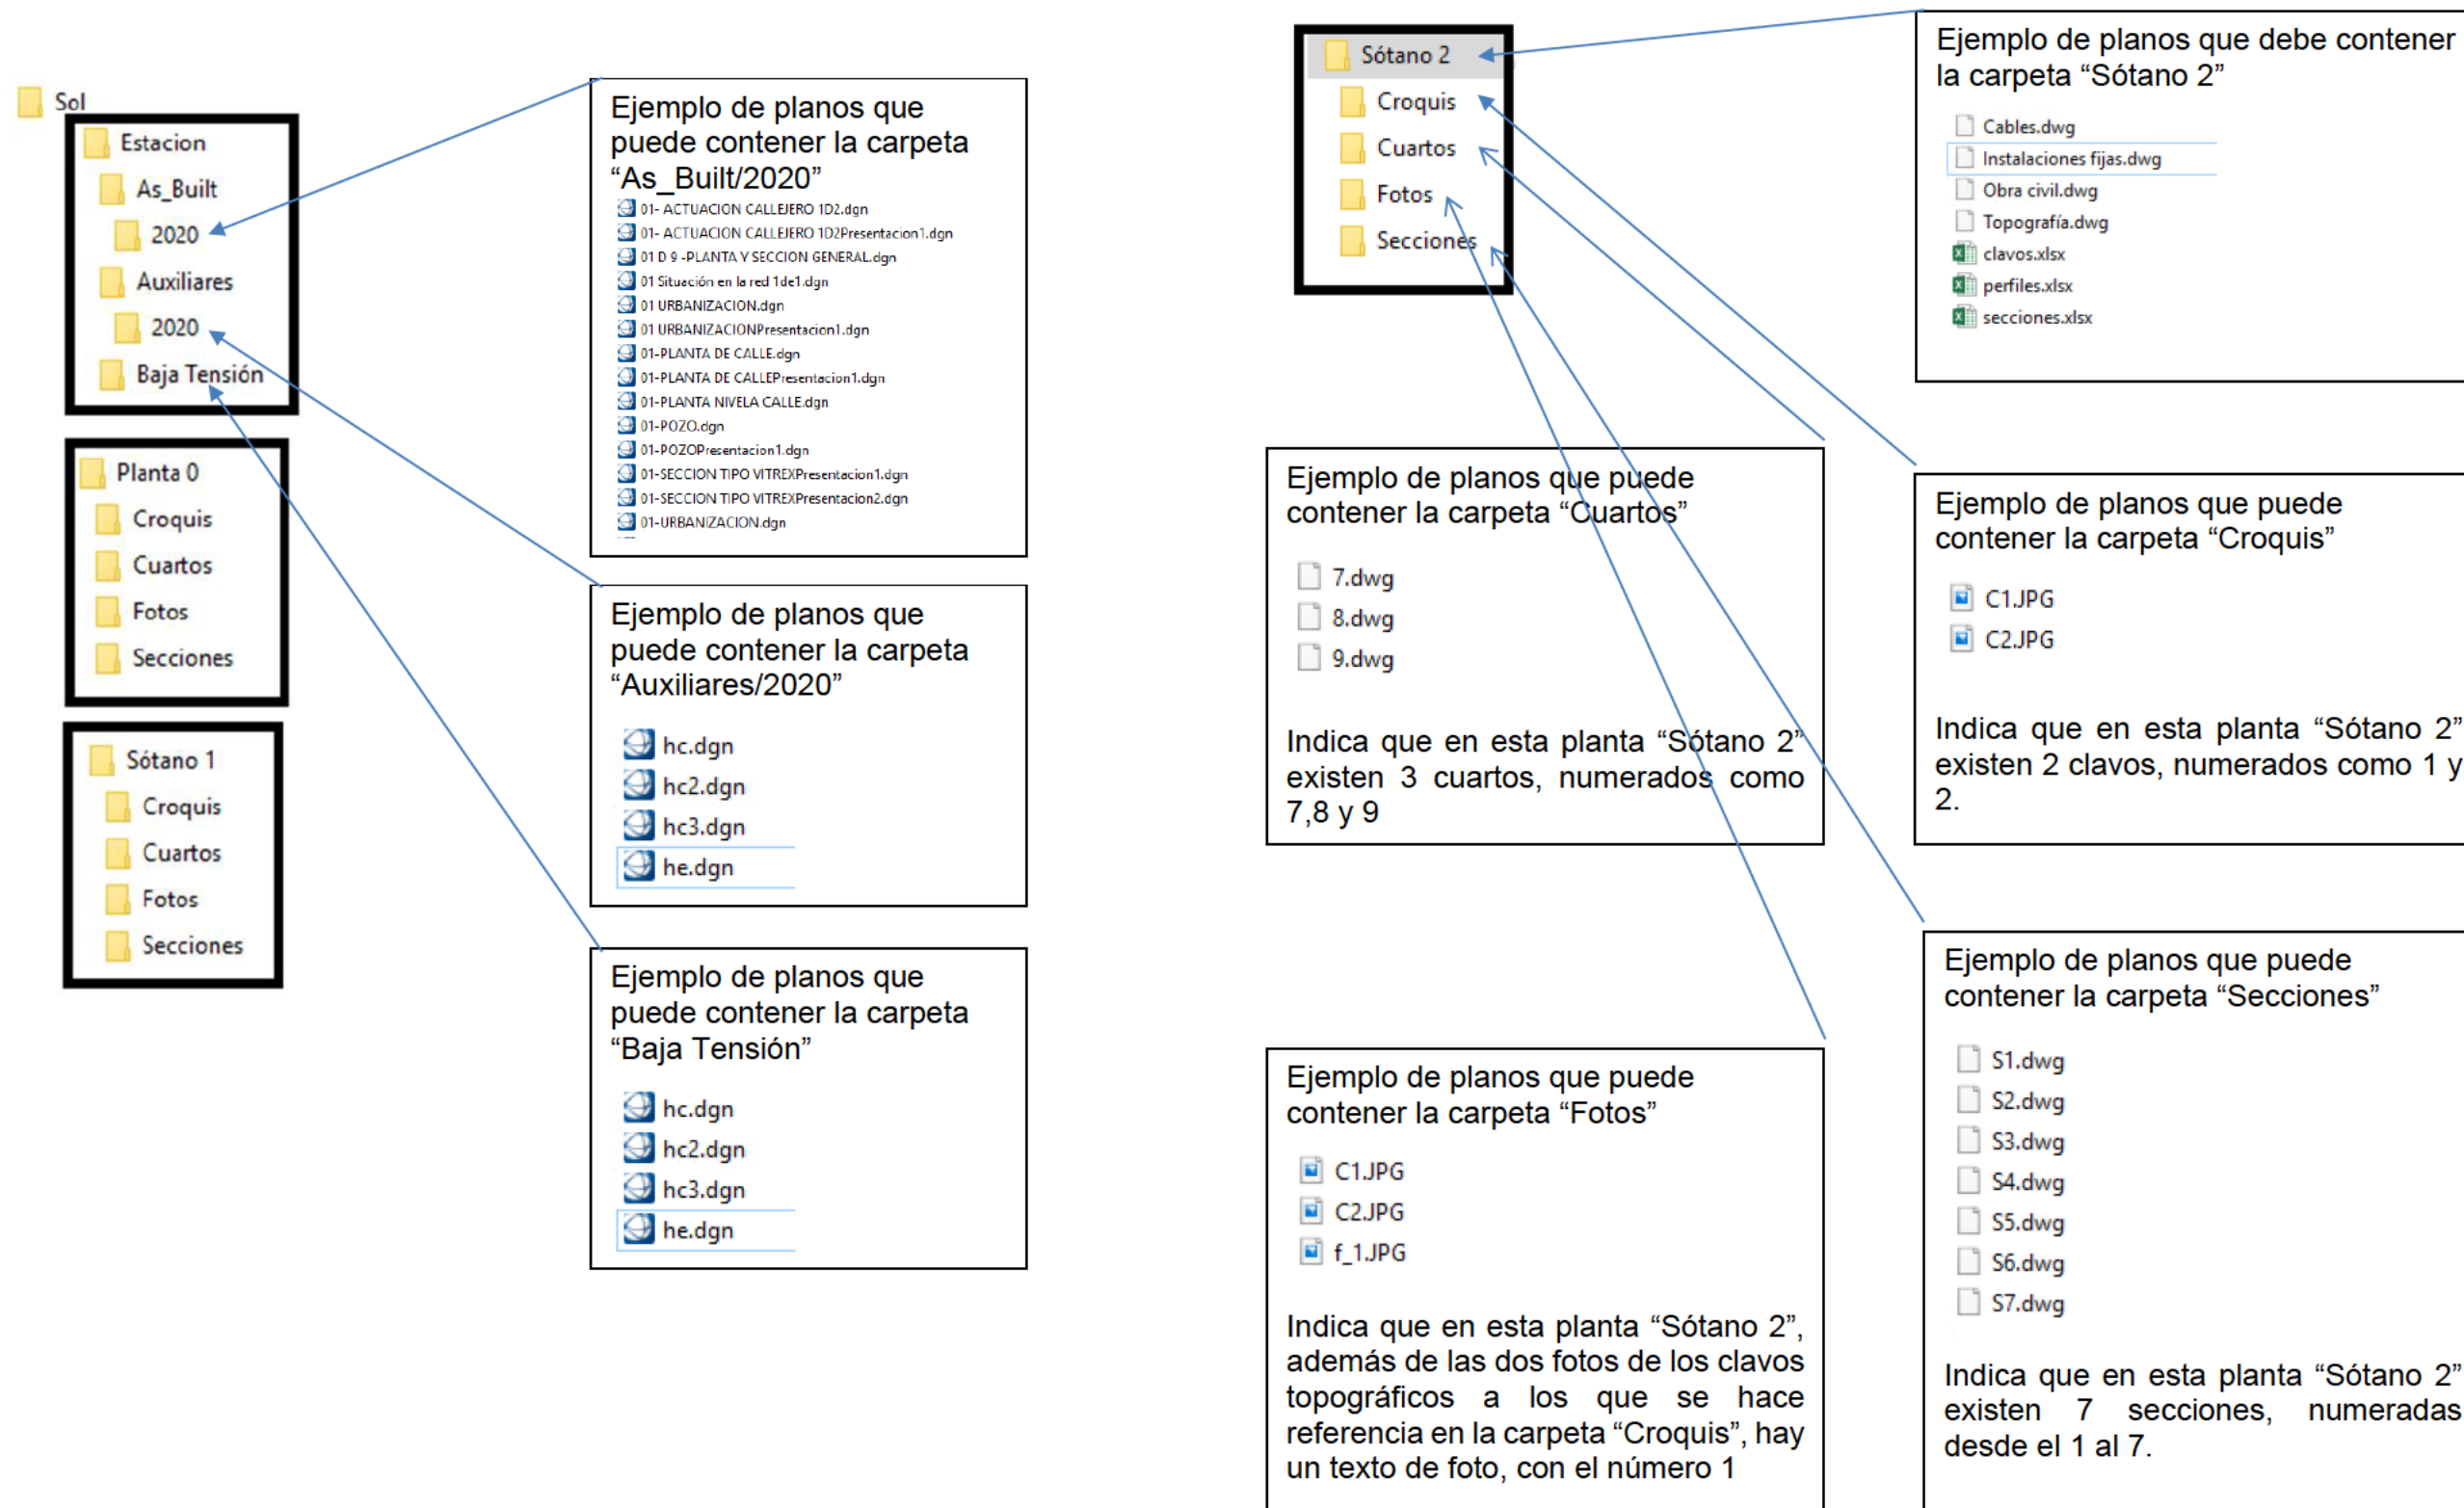 Sol
Estacion
As_Built
2020
Auxiliares
2020
Baja Tensión
Planta 0
Croquis
Cuartos
Fotos
Secciones
Sótano 1
Croquis
Cuartos
Fotos
Secciones
Ejemplo de planos que
puede contener la carpeta
“As_Built/2020”
01- ACTUACION CALLEJERO 1D2.dgn
01- ACTUACION CALLEJERO 1D2Presentacion1.dgn
01 D 9 -PLANTA Y SECCION GENERAL.dgn
01 Situación en la red 1de1.dgn
01 URBANIZACION.dgn
01 URBANIZACIONPresentacion1.dgn
01-PLANTA DE CALLE.dgn
01-PLANTA DE CALLEPresentacion1.dgn
01-PLANTA NIVELA CALLE.dgn
01-POZO.dgn
01-POZOPresentacion1.dgn
01-SECCION TIPO VITREXPresentacion1.dgn
01-SECCION TIPO VITREXPresentacion2.dgn
01-URBANIZACION.dgn
Ejemplo de planos que
puede contener la carpeta
“Auxiliares/2020”
hc.dgn
hc2.dgn
hc3.dgn
he.dgn
Ejemplo de planos que
puede contener la carpeta
“Baja Tensión”
hc.dgn
hc2.dgn
hc3.dgn
he.dgn
Sótano 2
Croquis
Cuartos
Fotos
Secciones
Ejemplo de planos que debe contener
la carpeta “Sótano 2”
Cables.dwg
Instalaciones fijas.dwg
Obra civil.dwg
Topografía.dwg
clavos.xlsx
perfiles.xlsx
secciones.xlsx
Ejemplo de planos que puede
contener la carpeta “Cuartos”
7.dwg
8.dwg
9.dwg
Indica que en esta planta “Sótano 2”
existen 3 cuartos, numerados como
7,8 y 9
Ejemplo de planos que puede
contener la carpeta “Croquis”
C1.JPG
C2.JPG
Indica que en esta planta “Sótano 2”
existen 2 clavos, numerados como 1 y
2.
Ejemplo de planos que puede
contener la carpeta “Fotos”
C1.JPG
C2.JPG
f_1.JPG
Indica que en esta planta “Sótano 2”,
además de las dos fotos de los clavos
topográficos a los que se hace
referencia en la carpeta “Croquis”, hay
un texto de foto, con el número 1
Ejemplo de planos que puede
contener la carpeta “Secciones”
S1.dwg
S2.dwg
S3.dwg
S4.dwg
S5.dwg
S6.dwg
S7.dwg
Indica que en esta planta “Sótano 2”
existen 7 secciones, numeradas
desde el 1 al 7.